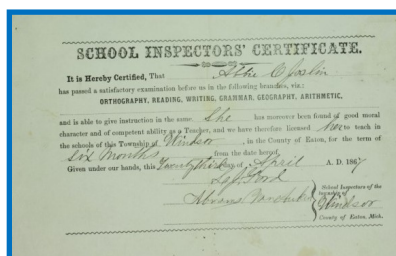 SCHOOL INSPECTORS' CERTIFICATE.
It is Hereby Certified, That Abbie C Joslin
has passed a satisfactory examination before us in the following branches, viz.:
ORTHOGRAPHY, READING, WRITING, GRAMMAR, GEOGRAPHY, ARITHMETIC,
and is able to give instruction in the same. She has moreover been found of good moral
character and of competent ability as a Teacher, and we have therefore licensed her to teach in
the schools of this Township of Windsor, in the County of Eaton, for the term of
Six Months from the date hereof.
Given under our hands, this day of April A. D. 1867
Ford
Abram
School Inspectors of the
township of
Windsor
County of Eaton, Mich.